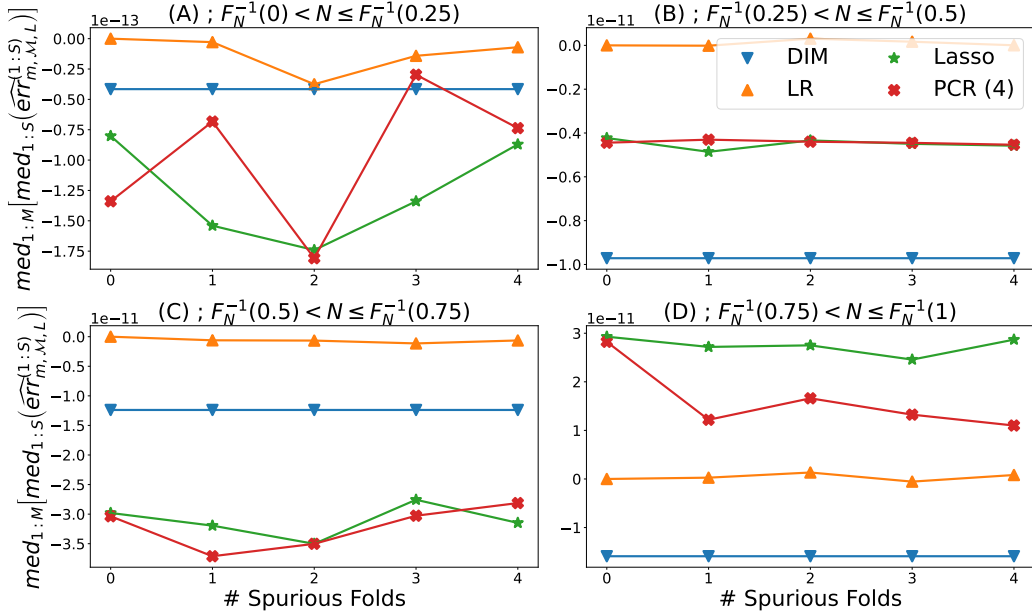 (A) ; F_N^{-1}(0) < N ≤ F_N^{-1}(0.25)
(B) ; F_N^{-1}(0.25) < N ≤ F_N^{-1}(0.5)
1e−13
0.00
−0.25
−0.50
−0.75
−1.00
−1.25
−1.50
−1.75
0 1 2 3 4
med_{1:M}[med_{1:S}(\widehat{err}_{m,ℳ,L}^{(1:S)})]
1e−11
0.0
−0.2
−0.4
−0.6
−0.8
−1.0
0 1 2 3 4
DIM Lasso
LR PCR (4)
(C) ; F_N^{-1}(0.5) < N ≤ F_N^{-1}(0.75)
(D) ; F_N^{-1}(0.75) < N ≤ F_N^{-1}(1)
1e−11
0.0
−0.5
−1.0
−1.5
−2.0
−2.5
−3.0
−3.5
0 1 2 3 4
# Spurious Folds
med_{1:M}[med_{1:S}(\widehat{err}_{m,ℳ,L}^{(1:S)})]
1e−11
3
2
1
0
−1
0 1 2 3 4
# Spurious Folds